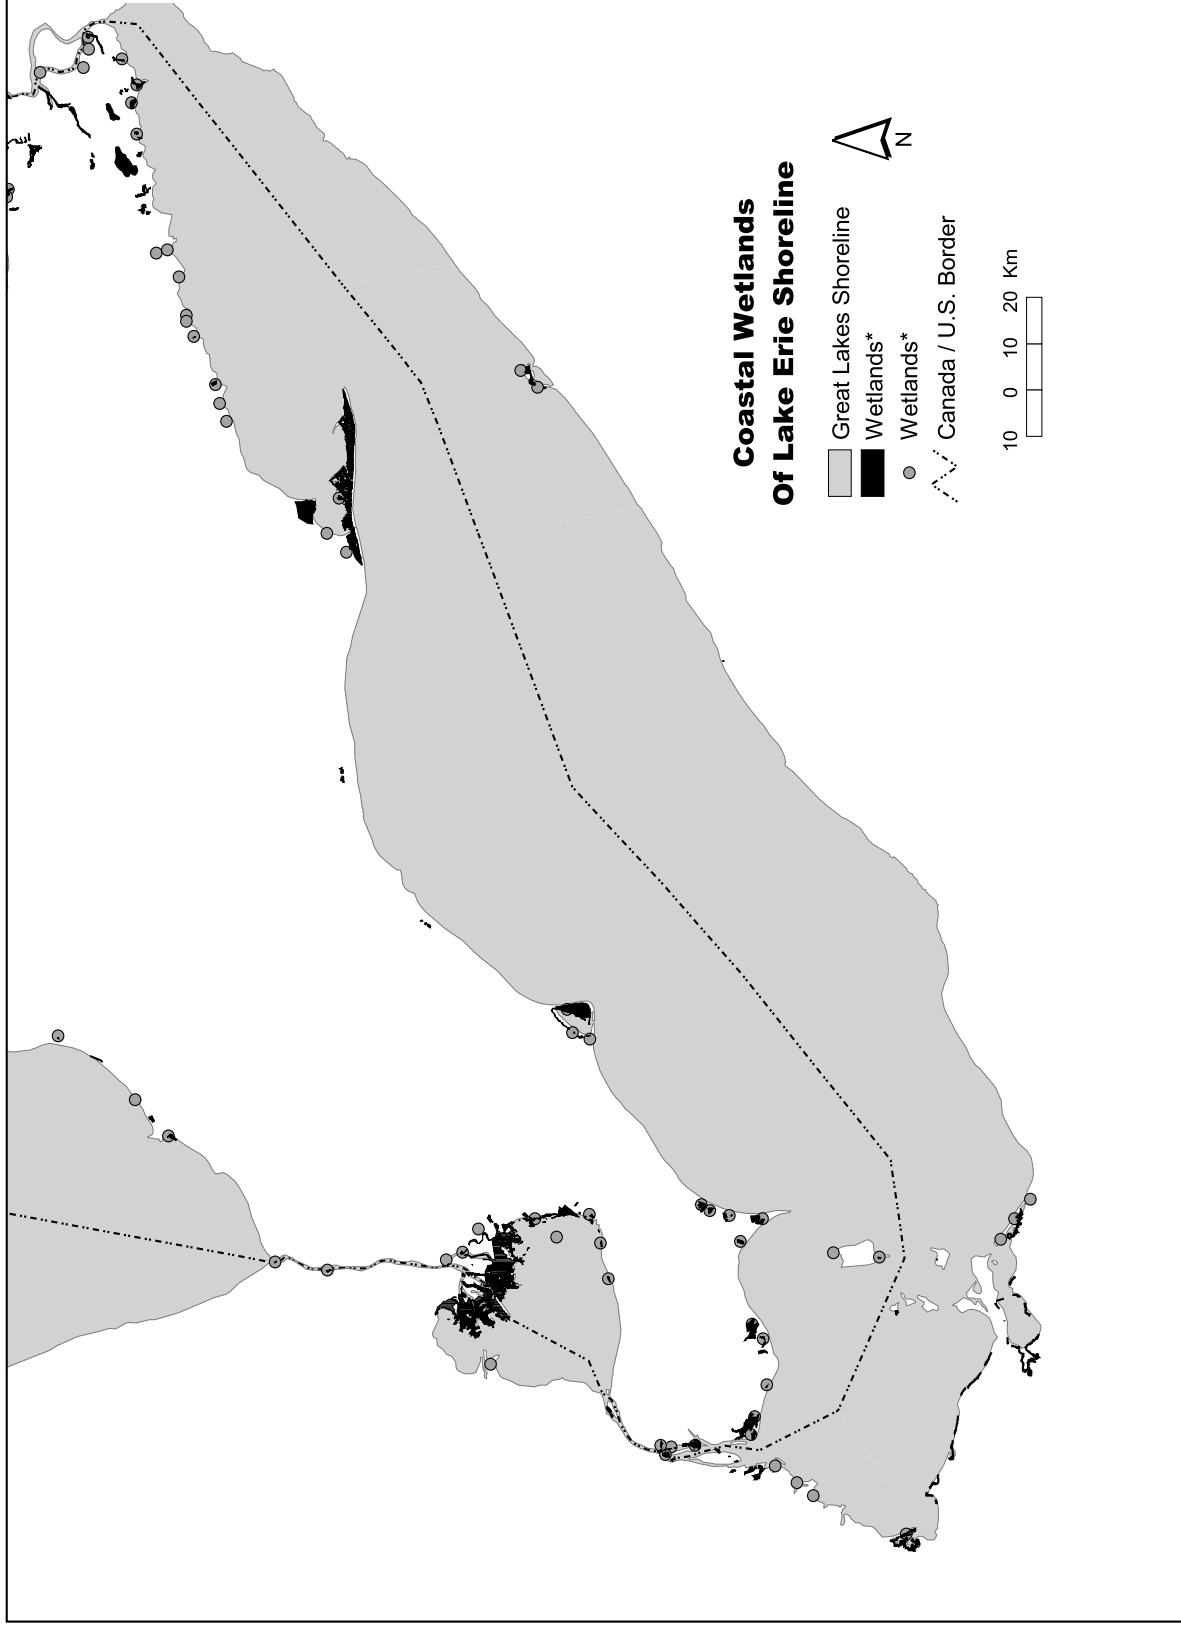 Coastal Wetlands
Of Lake Erie Shoreline
N
Great Lakes Shoreline
Wetlands*
Wetlands*
Canada / U.S. Border
10 0 10 20 Km